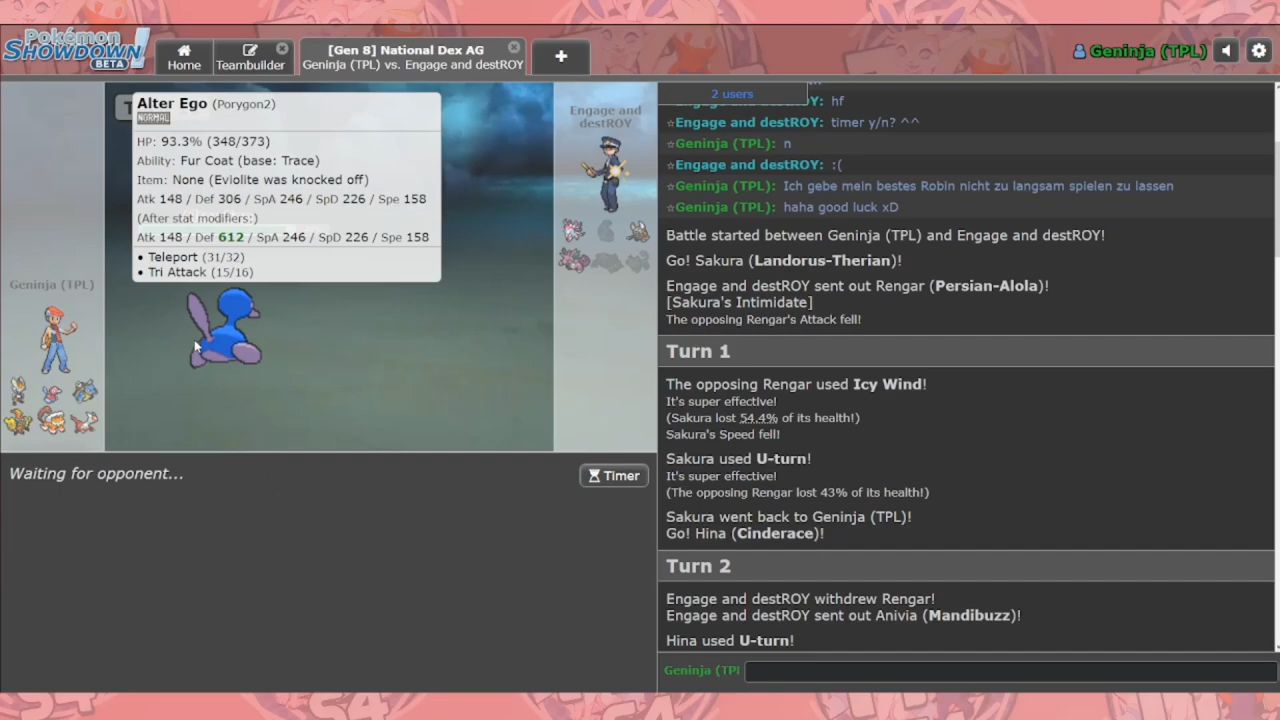 Pokémon
SHOWDOWN!
BETA
Home
Teambuilder
[Gen 8] National Dex AG
Geninja (TPL) vs. Engage and destROY
+
Geninja (TPL)
Alter Ego (Porygon2)
NORMAL
HP: 93.3% (348/373)
Ability: Fur Coat (base: Trace)
Item: None (Eviolite was knocked off)
Atk 148 / Def 306 / SpA 246 / SpD 226 / Spe 158
(After stat modifiers:)
Atk 148 / Def 612 / SpA 246 / SpD 226 / Spe 158
• Teleport (31/32)
• Tri Attack (15/16)
Geninja (TPL)
Engage and
destROY
Waiting for opponent...
Timer
2 users
☆Engage and destROY: hf
☆Engage and destROY: timer y/n? ^^
☆Geninja (TPL): n
☆Engage and destROY: :(
☆Geninja (TPL): Ich gebe mein bestes Robin nicht zu langsam spielen zu lassen
☆Geninja (TPL): haha good luck xD
Battle started between Geninja (TPL) and Engage and destROY!
Go! Sakura (Landorus-Therian)!
Engage and destROY sent out Rengar (Persian-Alola)!
[Sakura's Intimidate]
The opposing Rengar's Attack fell!
Turn 1
The opposing Rengar used Icy Wind!
It's super effective!
(Sakura lost 54.4% of its health!)
Sakura's Speed fell!
Sakura used U-turn!
It's super effective!
(The opposing Rengar lost 43% of its health!)
Sakura went back to Geninja (TPL)!
Go! Hina (Cinderace)!
Turn 2
Engage and destROY withdrew Rengar!
Engage and destROY sent out Anivia (Mandibuzz)!
Hina used U-turn!
Geninja (TPL